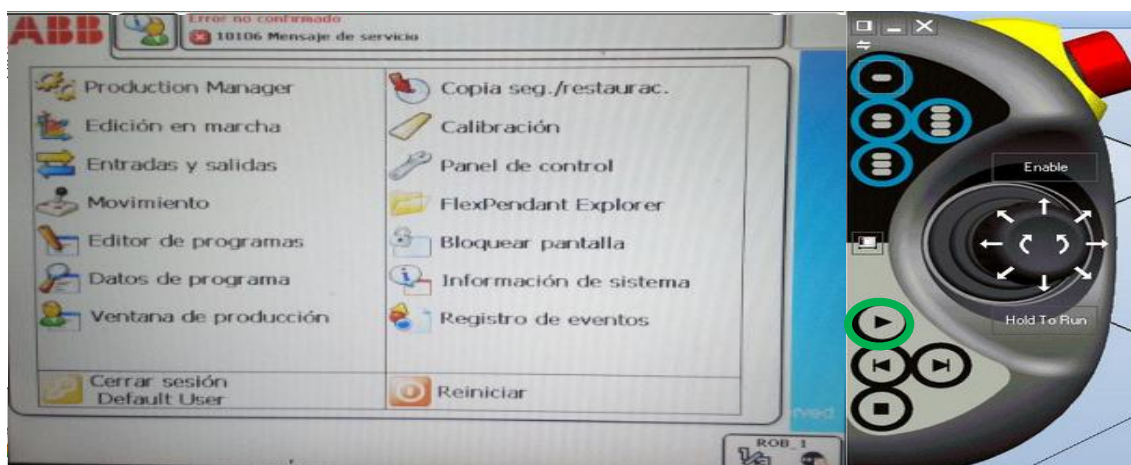 ABB
Error no confirmado
10106 Mensaje de servicio
Production Manager
Edición en marcha
Entradas y salidas
Movimiento
Editor de programas
Datos de programa
Ventana de producción
Cerrar sesión
Default User
Copia seg./restaurac.
Calibración
Panel de control
FlexPendant Explorer
Bloquear pantalla
Información de sistema
Registro de eventos
Reiniciar
ROB_1
Enable
Hold To Run